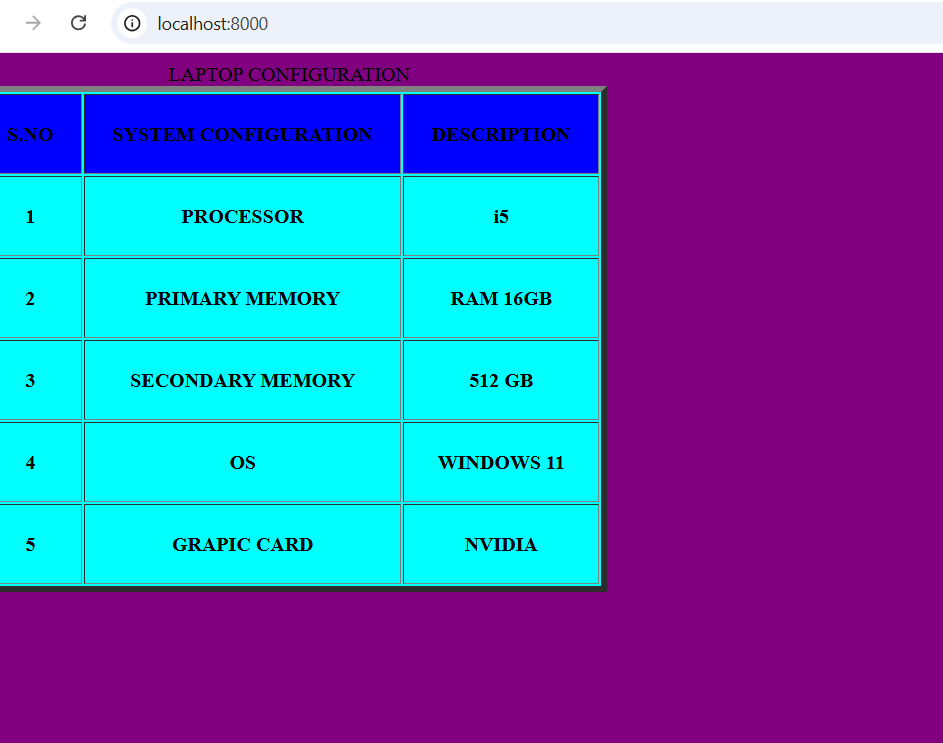 localhost:8000
LAPTOP CONFIGURATION
S.NO SYSTEM CONFIGURATION DESCRIPTION
1 PROCESSOR i5
2 PRIMARY MEMORY RAM 16GB
3 SECONDARY MEMORY 512 GB
4 OS WINDOWS 11
5 GRAPIC CARD NVIDIA